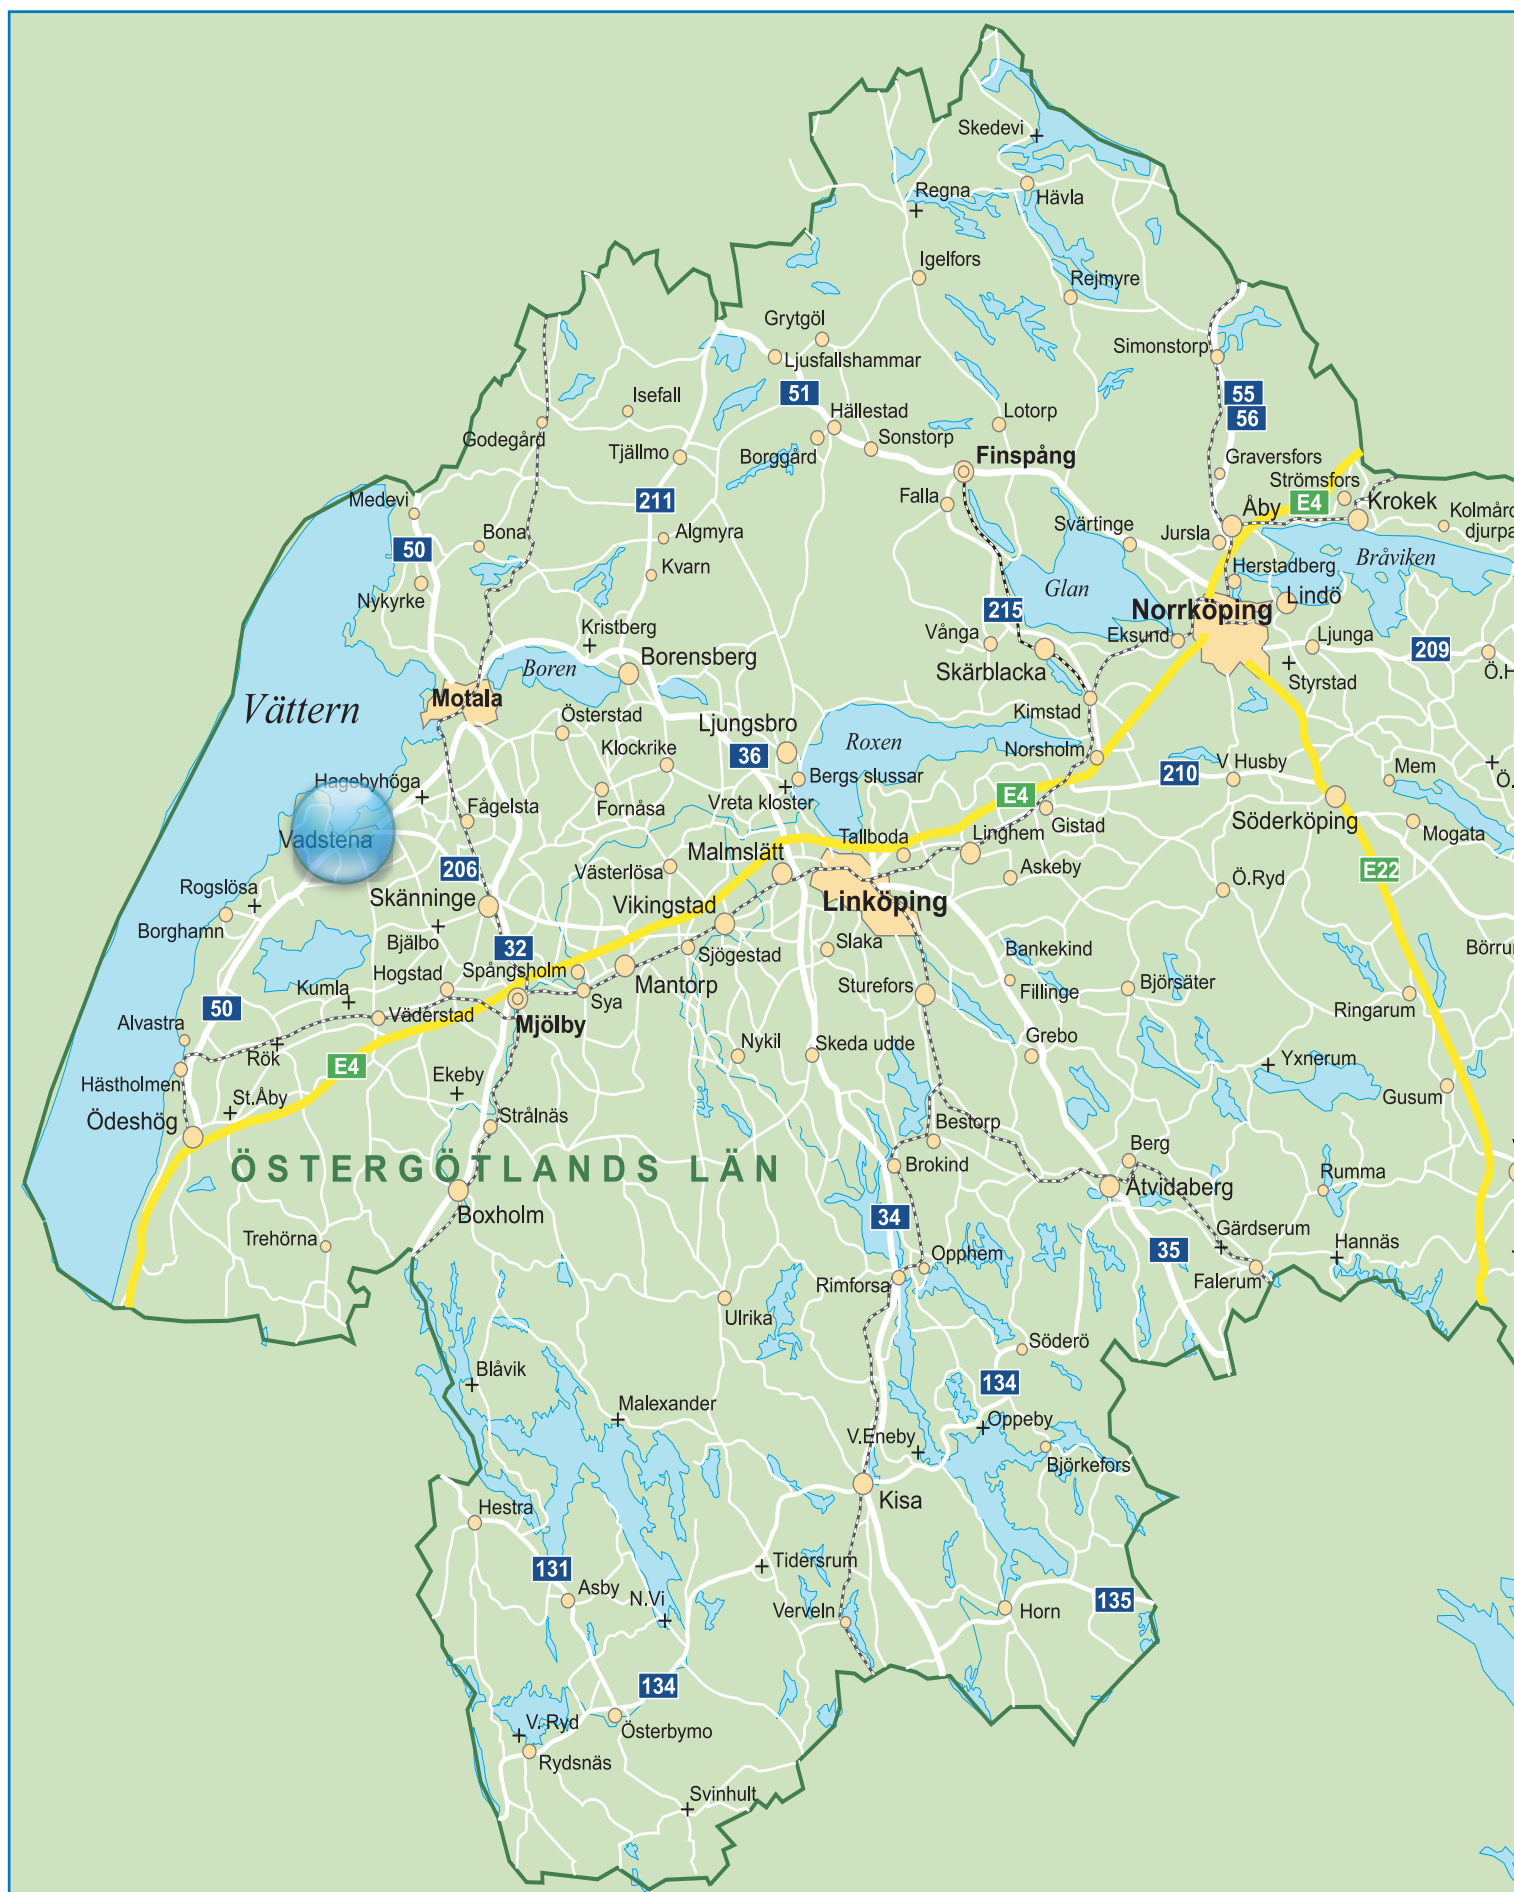 Skedevi
Regna
Hävla
Igelfors
Rejmyre
Grytgöl
Simonstorp
Ljusfallshammar
51
55
Isefall
Hällestad
Lotorp
56
Godegård
Sonstorp
Tjällmo
Borggård
Finspång
Graversfors
Strömsfors
Medevi
211
Falla
E4
Krokek
Åby
Kolmård
djurpa
Bona
Algmyra
Svärtinge
Jursla
50
Bråviken
Kvarn
Herstadberg
Nykyrke
Glan
Lindö
215
Norrköping
Kristberg
Vånga
Eksund
Ljunga
209
Boren
Borensberg
Skärblacka
Ö.H
Styrstad
Motala
Vättern
Kimstad
Österstad
Ljungsbro
Roxen
Klockrike
36
Norsholm
V Husby
210
Mem
Hagebyhöga
Bergs slussar
Ö.
Fornåsa
Vreta kloster
E4
Fågelsta
Gistad
Söderköping
Vadstena
Tallboda
Linghem
Mogata
Malmslätt
206
Västerlösa
Askeby
E22
Rogslösa
Ö.Ryd
Skänninge
Vikingstad
Linköping
Borghamn
Bjälbo
32
Slaka
Bankekind
Börru
Sjögestad
Hogstad
Spångsholm
Mantorp
Sturefors
Kumla
Sya
Fillinge
Björsäter
50
Väderstad
Ringarum
Alvastra
Mjölby
Rök
Nykil
Skeda udde
Grebo
E4
Yxnerum
Hästholmen
Ekeby
St.Åby
Gusum
Ödeshög
Strålnäs
Bestorp
Berg
ÖSTERGÖTLANDS LÄN
Brokind
Rumma
Åtvidaberg
Boxholm
34
Gärdserum
Trehörna
35
Hannäs
Opphem
Rimforsa
Falerum
Ulrika
Söderö
Blåvik
134
Malexander
Oppeby
V.Eneby
Björkefors
Kisa
Hestra
131
Tidersrum
Asby
N.Vi
Verveln
Horn
135
134
V. Ryd
Österbymo
Rydsnäs
Svinhult